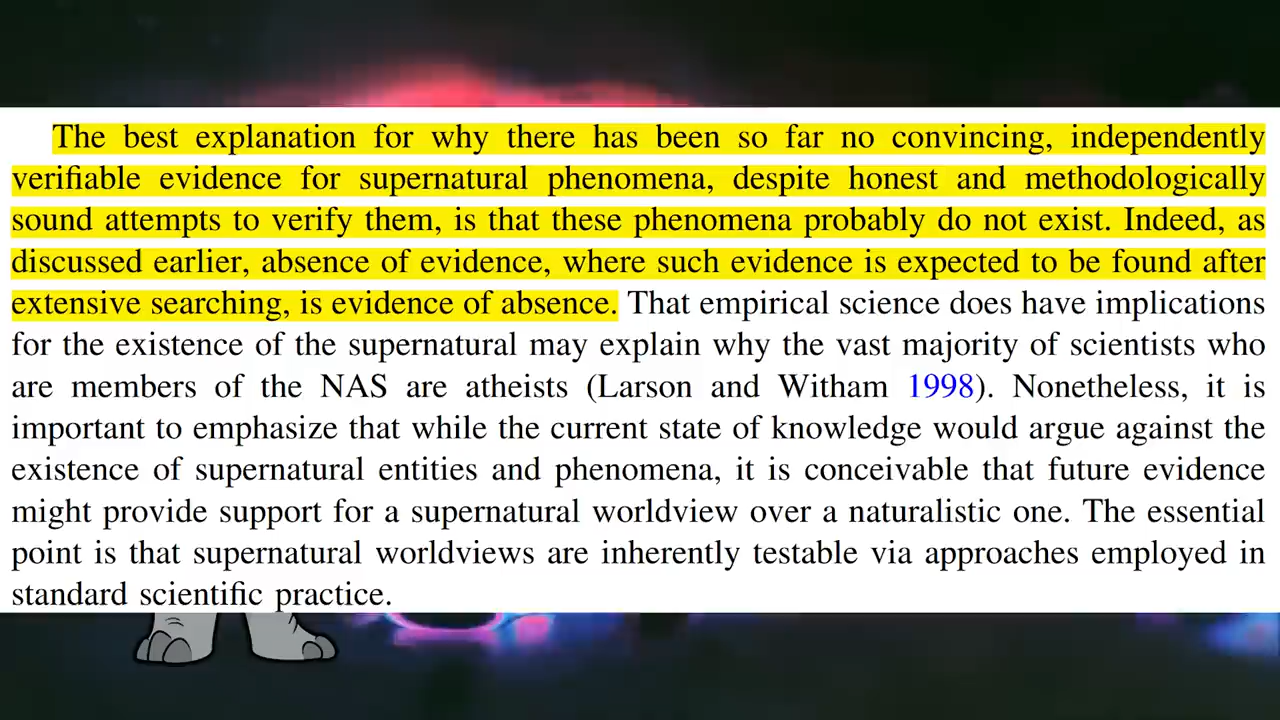 The best explanation for why there has been so far no convincing, independently
verifiable evidence for supernatural phenomena, despite honest and methodologically
sound attempts to verify them, is that these phenomena probably do not exist. Indeed, as
discussed earlier, absence of evidence, where such evidence is expected to be found after
extensive searching, is evidence of absence. That empirical science does have implications
for the existence of the supernatural may explain why the vast majority of scientists who
are members of the NAS are atheists (Larson and Witham 1998). Nonetheless, it is
important to emphasize that while the current state of knowledge would argue against the
existence of supernatural entities and phenomena, it is conceivable that future evidence
might provide support for a supernatural worldview over a naturalistic one. The essential
point is that supernatural worldviews are inherently testable via approaches employed in
standard scientific practice.